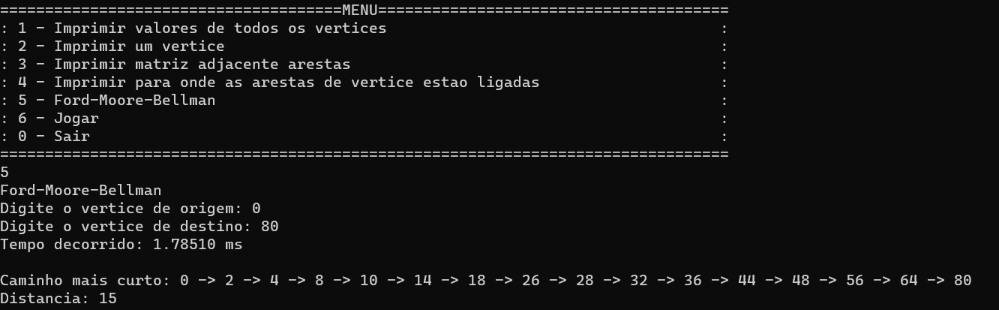 ======================================MENU=======================================
: 1 - Imprimir valores de todos os vertices                                     :
: 2 - Imprimir um vertice                                                       :
: 3 - Imprimir matriz adjacente arestas                                         :
: 4 - Imprimir para onde as arestas de vertice estao ligadas                    :
: 5 - Ford-Moore-Bellman                                                        :
: 6 - Jogar                                                                     :
: 0 - Sair                                                                      :
=================================================================================
5
Ford-Moore-Bellman
Digite o vertice de origem: 0
Digite o vertice de destino: 80
Tempo decorrido: 1.78510 ms
Caminho mais curto: 0 -> 2 -> 4 -> 8 -> 10 -> 14 -> 18 -> 26 -> 28 -> 32 -> 36 -> 44 -> 48 -> 56 -> 64 -> 80
Distancia: 15